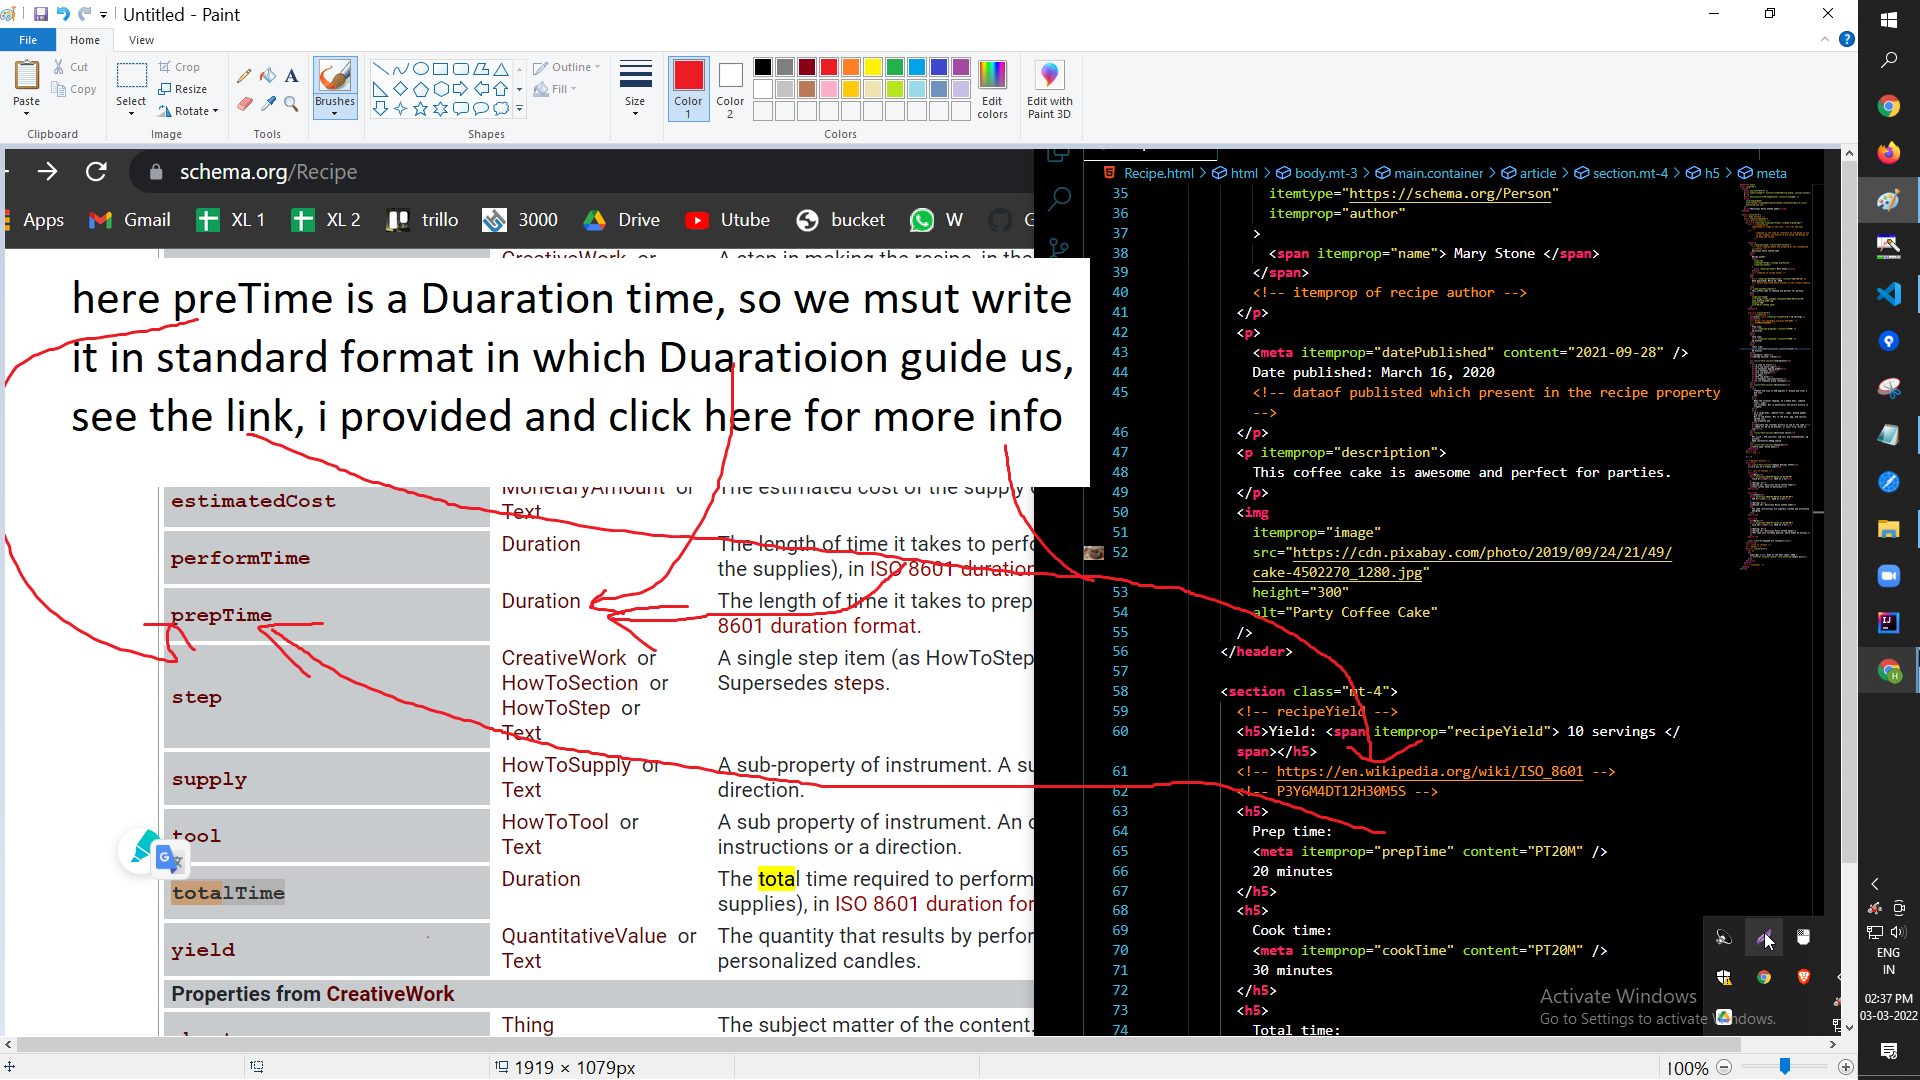 Untitled - Paint
File
Home
View
Paste
Cut
Copy
Clipboard
Select
Crop
Resize
Rotate
Image
Tools
Brushes
Shapes
Outline
Fill
Size
Color 1
Color 2
Edit colors
Edit with Paint 3D
Colors
schema.org/Recipe
Apps
Gmail
XL 1
XL 2
trillo
3000
Drive
Utube
bucket
W
here preTime is a Duaration time, so we msut write
it in standard format in which Duaratioion guide us,
see the link, i provided and click here for more info
estimatedCost
Text
performTime
Duration
The length of time it takes to perfo
the supplies), in ISO 8601 duration
prepTime
Duration
The length of time it takes to prep
8601 duration format.
step
CreativeWork or
HowToSection or
HowToStep or
Text
A single step item (as HowToStep
Supersedes steps.
supply
HowToSupply or
Text
A sub-property of instrument. A su
direction.
tool
HowToTool or
Text
A sub property of instrument. An o
instructions or a direction.
totalTime
Duration
The total time required to perform
supplies), in ISO 8601 duration for
yield
QuantitativeValue or
Text
The quantity that results by perfor
personalized candles.
Properties from CreativeWork
Thing
The subject matter of the content.
Recipe.html > html > body.mt-3 > main.container > article > section.mt-4 > h5 > meta
35 itemtype="https://schema.org/Person"
36 itemprop="author"
37 >
38 <span itemprop="name"> Mary Stone </span>
39 </span>
40 <!-- itemprop of recipe author -->
41 </p>
42 <p>
43 <meta itemprop="datePublished" content="2021-09-28" />
44 Date published: March 16, 2020
45 <!-- dataof publisted which present in the recipe property
-->
46 </p>
47 <p itemprop="description">
48 This coffee cake is awesome and perfect for parties.
49 </p>
50 <img
51 itemprop="image"
52 src="https://cdn.pixabay.com/photo/2019/09/24/21/49/
cake-4502270_1280.jpg"
53 height="300"
54 alt="Party Coffee Cake"
55 />
56 </header>
57
58 <section class="mt-4">
59 <!-- recipeYield -->
60 <h5>Yield: <span itemprop="recipeYield"> 10 servings </
span></h5>
61 <!-- https://en.wikipedia.org/wiki/ISO_8601 -->
62 <!-- P3Y6M4DT12H30M5S -->
63 <h5>
64 Prep time:
65 <meta itemprop="prepTime" content="PT20M" />
66 20 minutes
67 </h5>
68 <h5>
69 Cook time:
70 <meta itemprop="cookTime" content="PT20M" />
71 30 minutes
72 </h5>
73 <h5>
74 Total time:
Activate Windows
Go to Settings to activate Windows.
ENG
IN
02:37 PM
03-03-2022
1919 × 1079px
100%